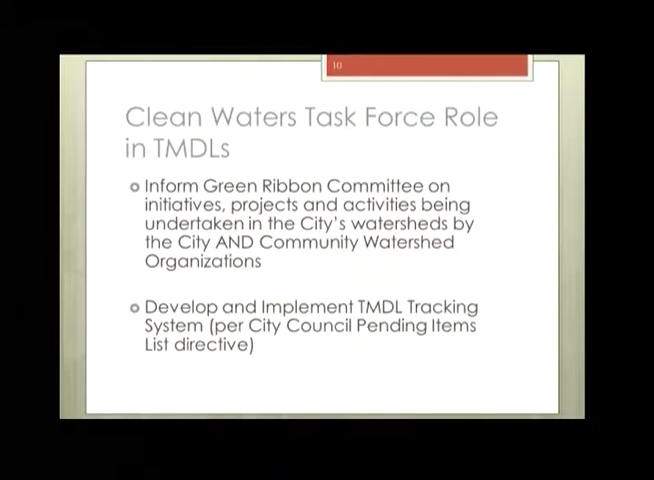 10
Clean Waters Task Force Role
in TMDLs
Inform Green Ribbon Committee on
initiatives, projects and activities being
undertaken in the City's watersheds by
the City AND Community Watershed
Organizations
Develop and Implement TMDL Tracking
System (per City Council Pending Items
List directive)